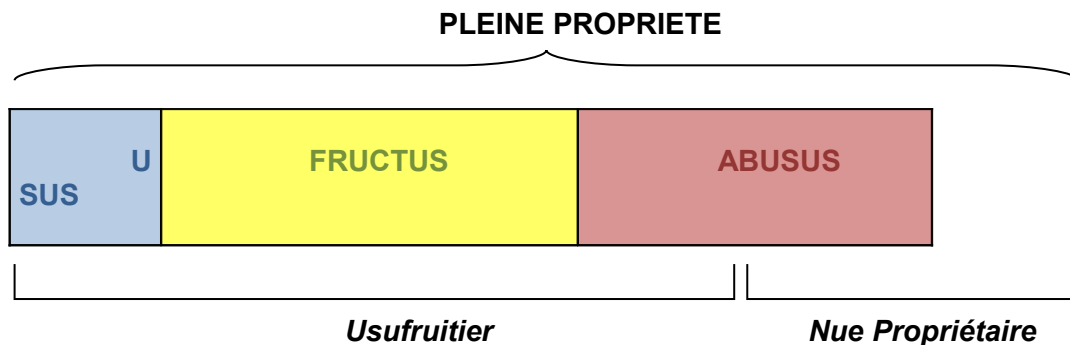 PLEINE PROPRIETE
U
SUS
FRUCTUS
ABUSUS
Usufruitier
Nue Propriétaire